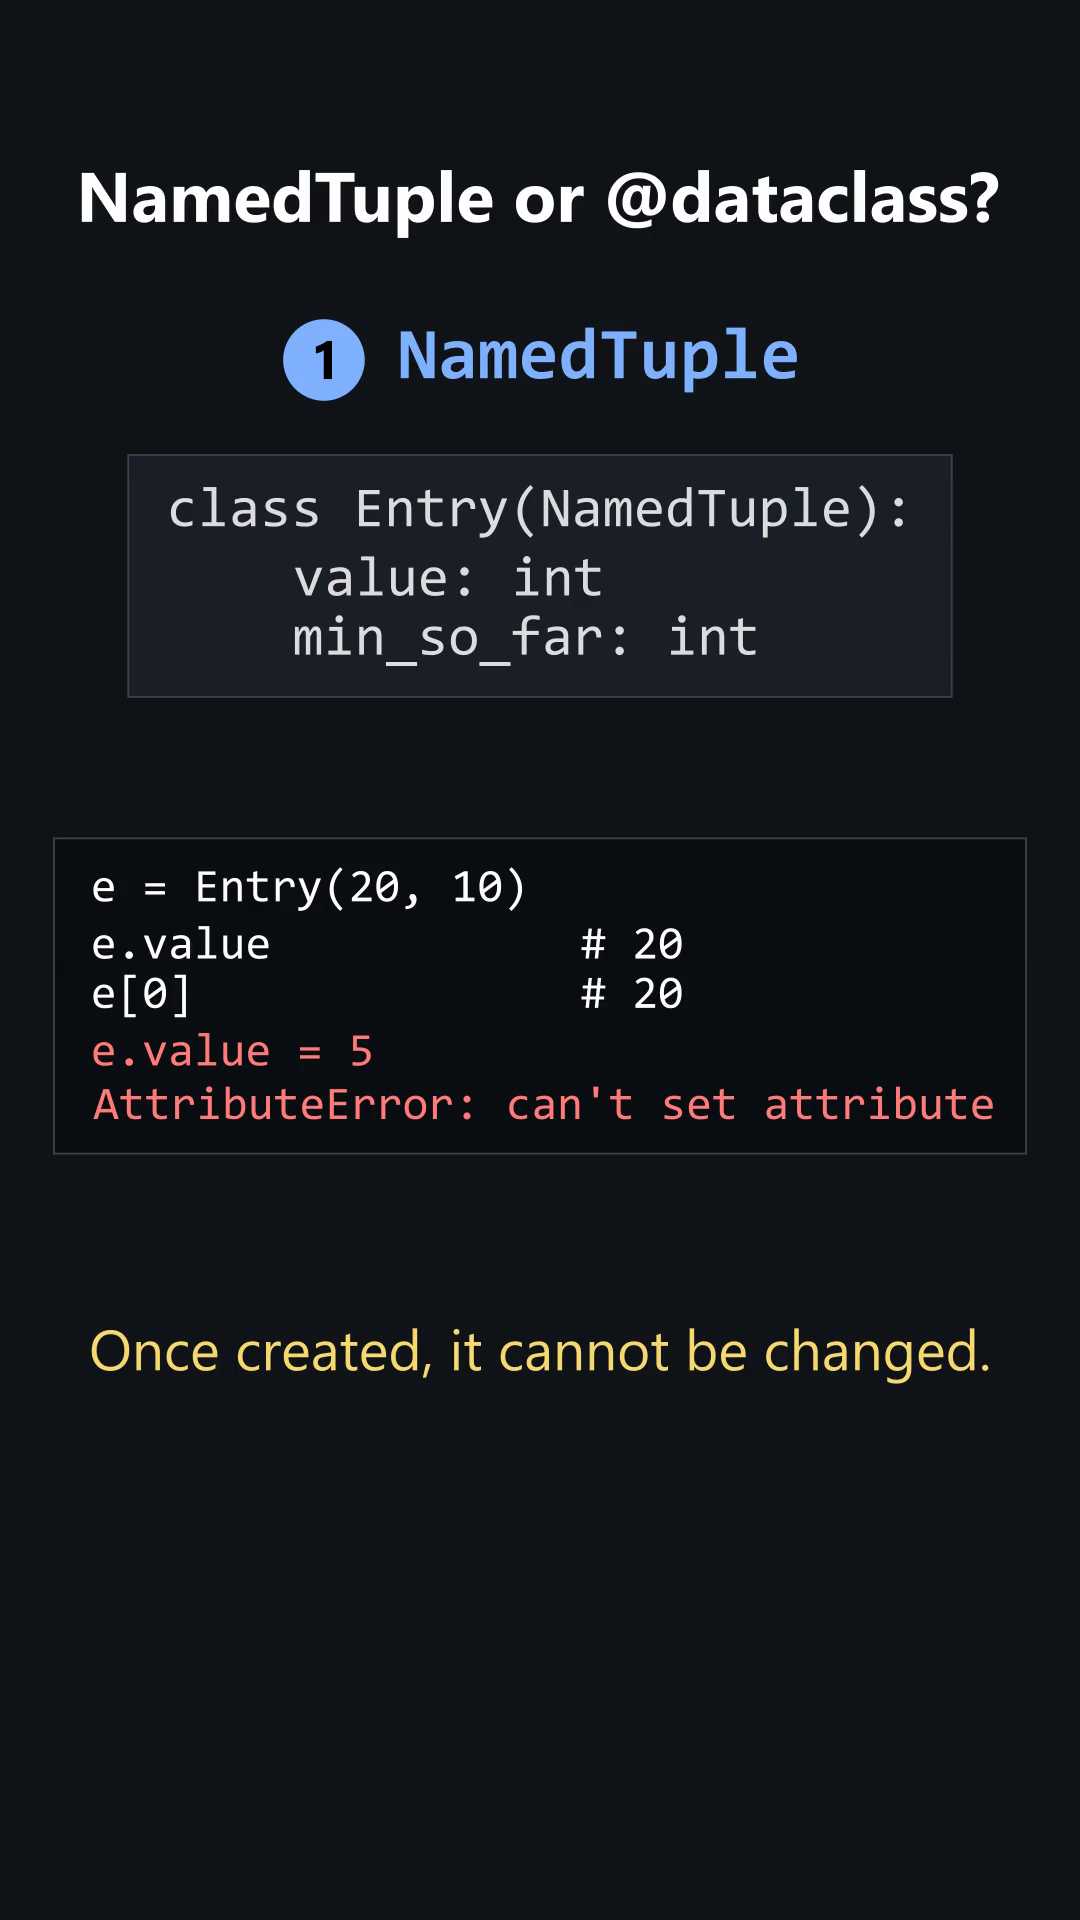 NamedTuple or @dataclass?
1 NamedTuple
class Entry(NamedTuple):
    value: int
    min_so_far: int
e = Entry(20, 10)
e.value            # 20
e[0]               # 20
e.value = 5
AttributeError: can't set attribute
Once created, it cannot be changed.